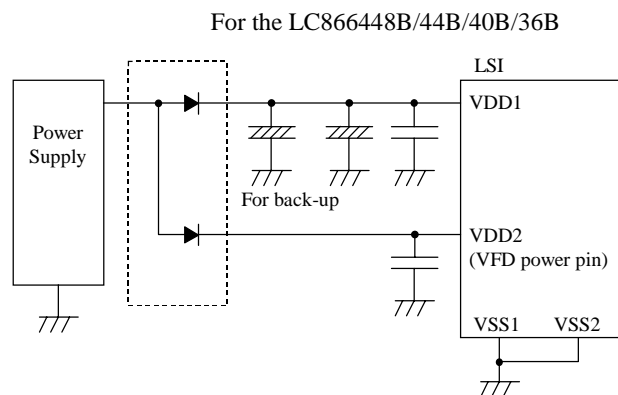 For the LC866448B/44B/40B/36B
LSI
Power
Supply
VDD1
For back-up
VDD2
(VFD power pin)
VSS1 VSS2